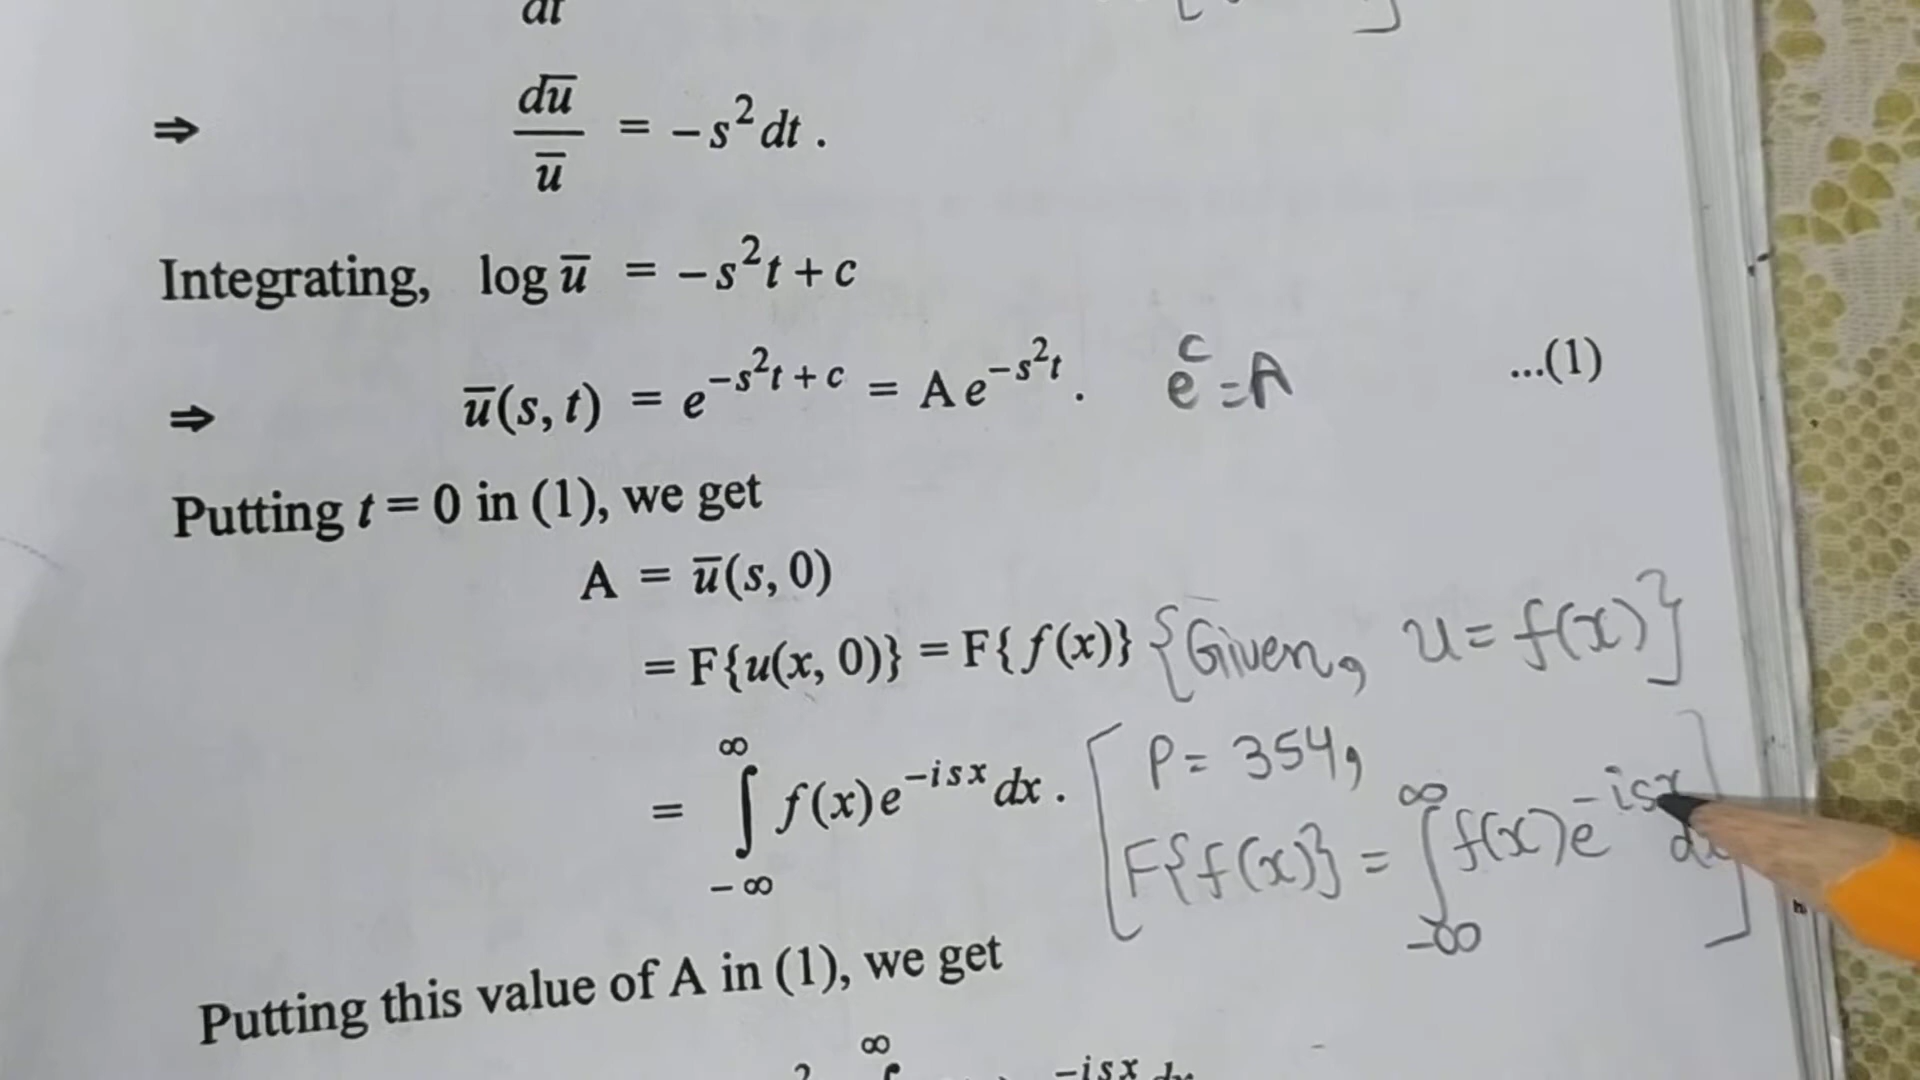 ⇒ du̅/u̅ = −s²dt.
Integrating, log u̅ = −s²t + c
⇒ u̅(s, t) = e^{−s²t + c} = A e^{−s²t}. e^c = A ...(1)
Putting t = 0 in (1), we get
A = u̅(s, 0)
= F{u(x, 0)} = F{f(x)} {Given, u = f(x)}
= ∫_{−∞}^{∞} f(x) e^{−isx} dx. [P = 354,
F{f(x)} = ∫_{−∞}^{∞} f(x) e^{−isx} dx]
Putting this value of A in (1), we get